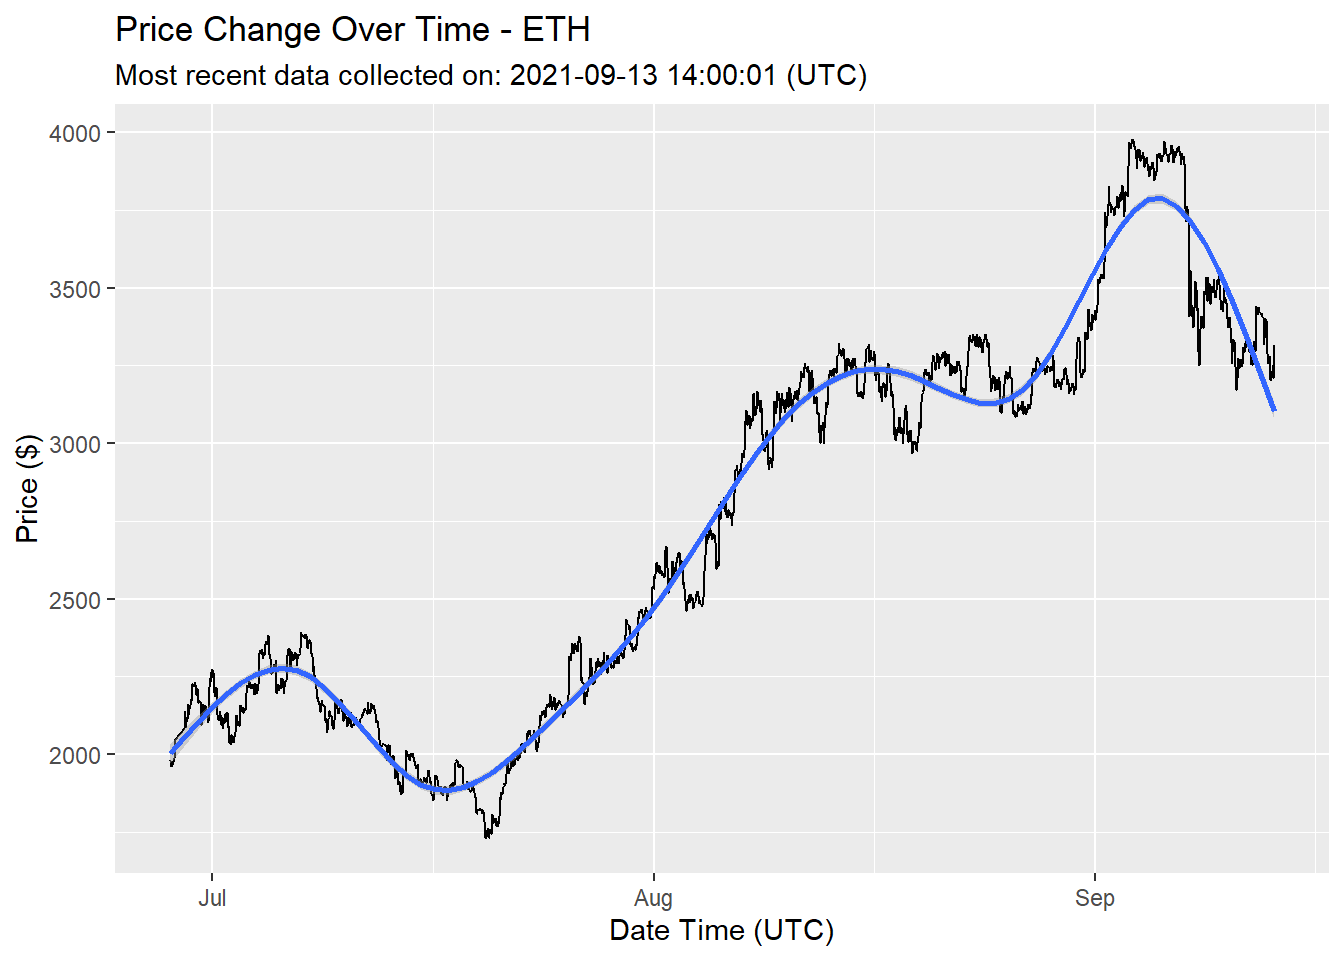 Price Change Over Time - ETH
Most recent data collected on: 2021-09-13 14:00:01 (UTC)
4000
3500
3000
2500
2000
Price ($)
Jul
Aug
Sep
Date Time (UTC)